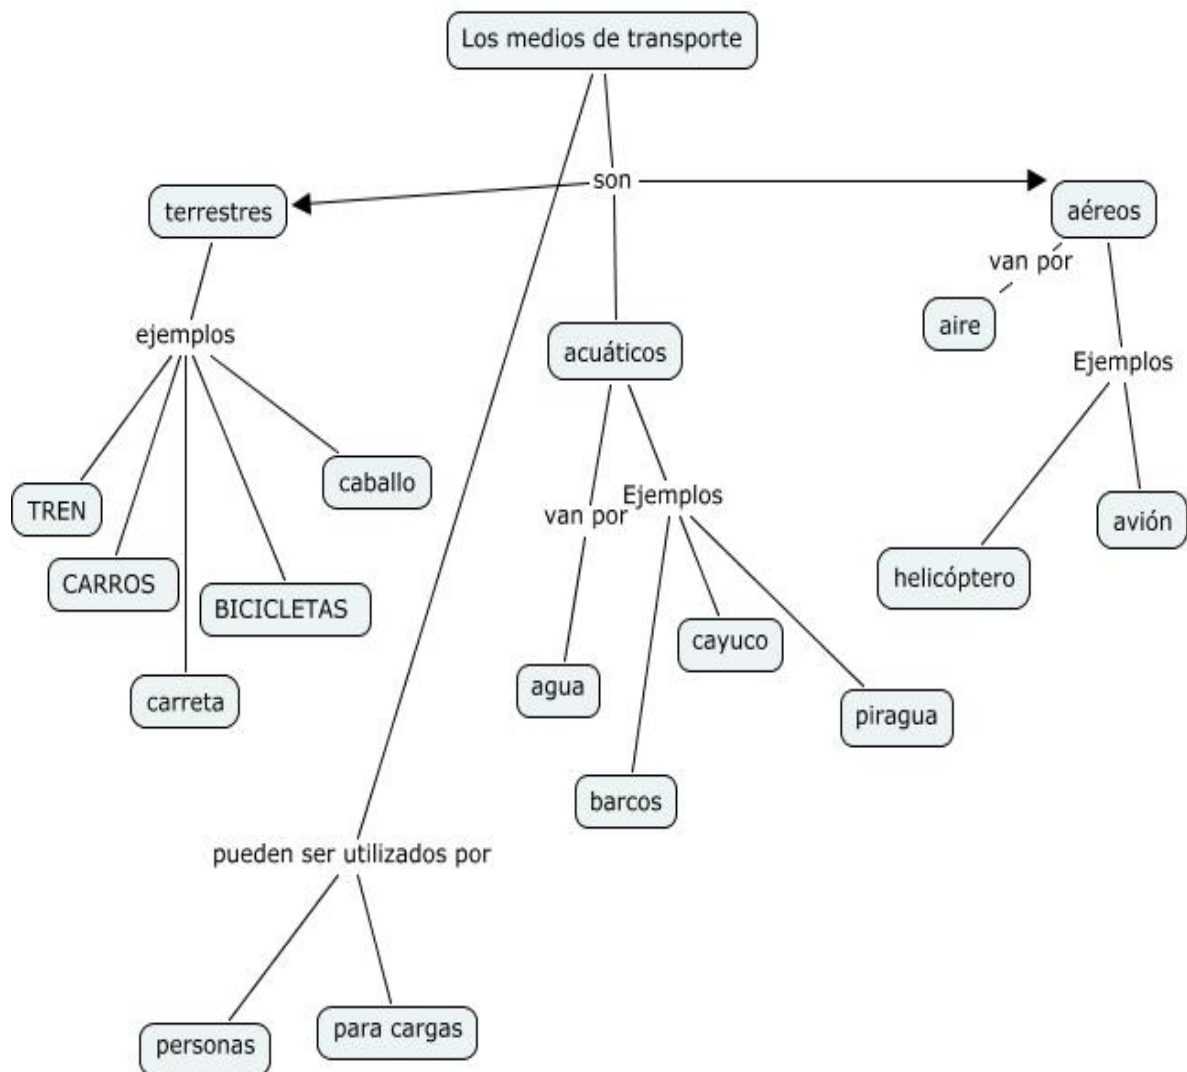 Los medios de transporte
son
terrestres
aéreos
van por
aire
ejemplos
acuáticos
Ejemplos
caballo
TREN
Ejemplos
van por
avión
CARROS
BICICLETAS
helicóptero
cayuco
agua
carreta
piragua
barcos
pueden ser utilizados por
personas
para cargas